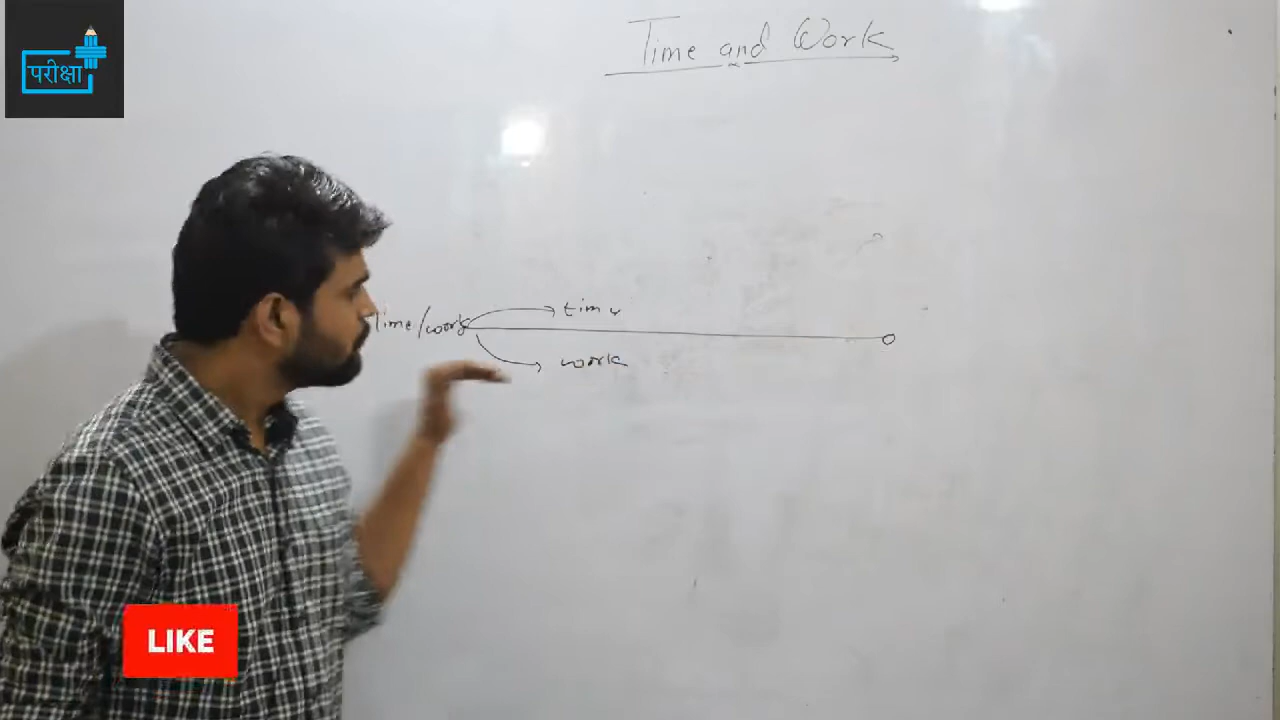 परीक्षा
Time and Work
time
Time/work
work
LIKE